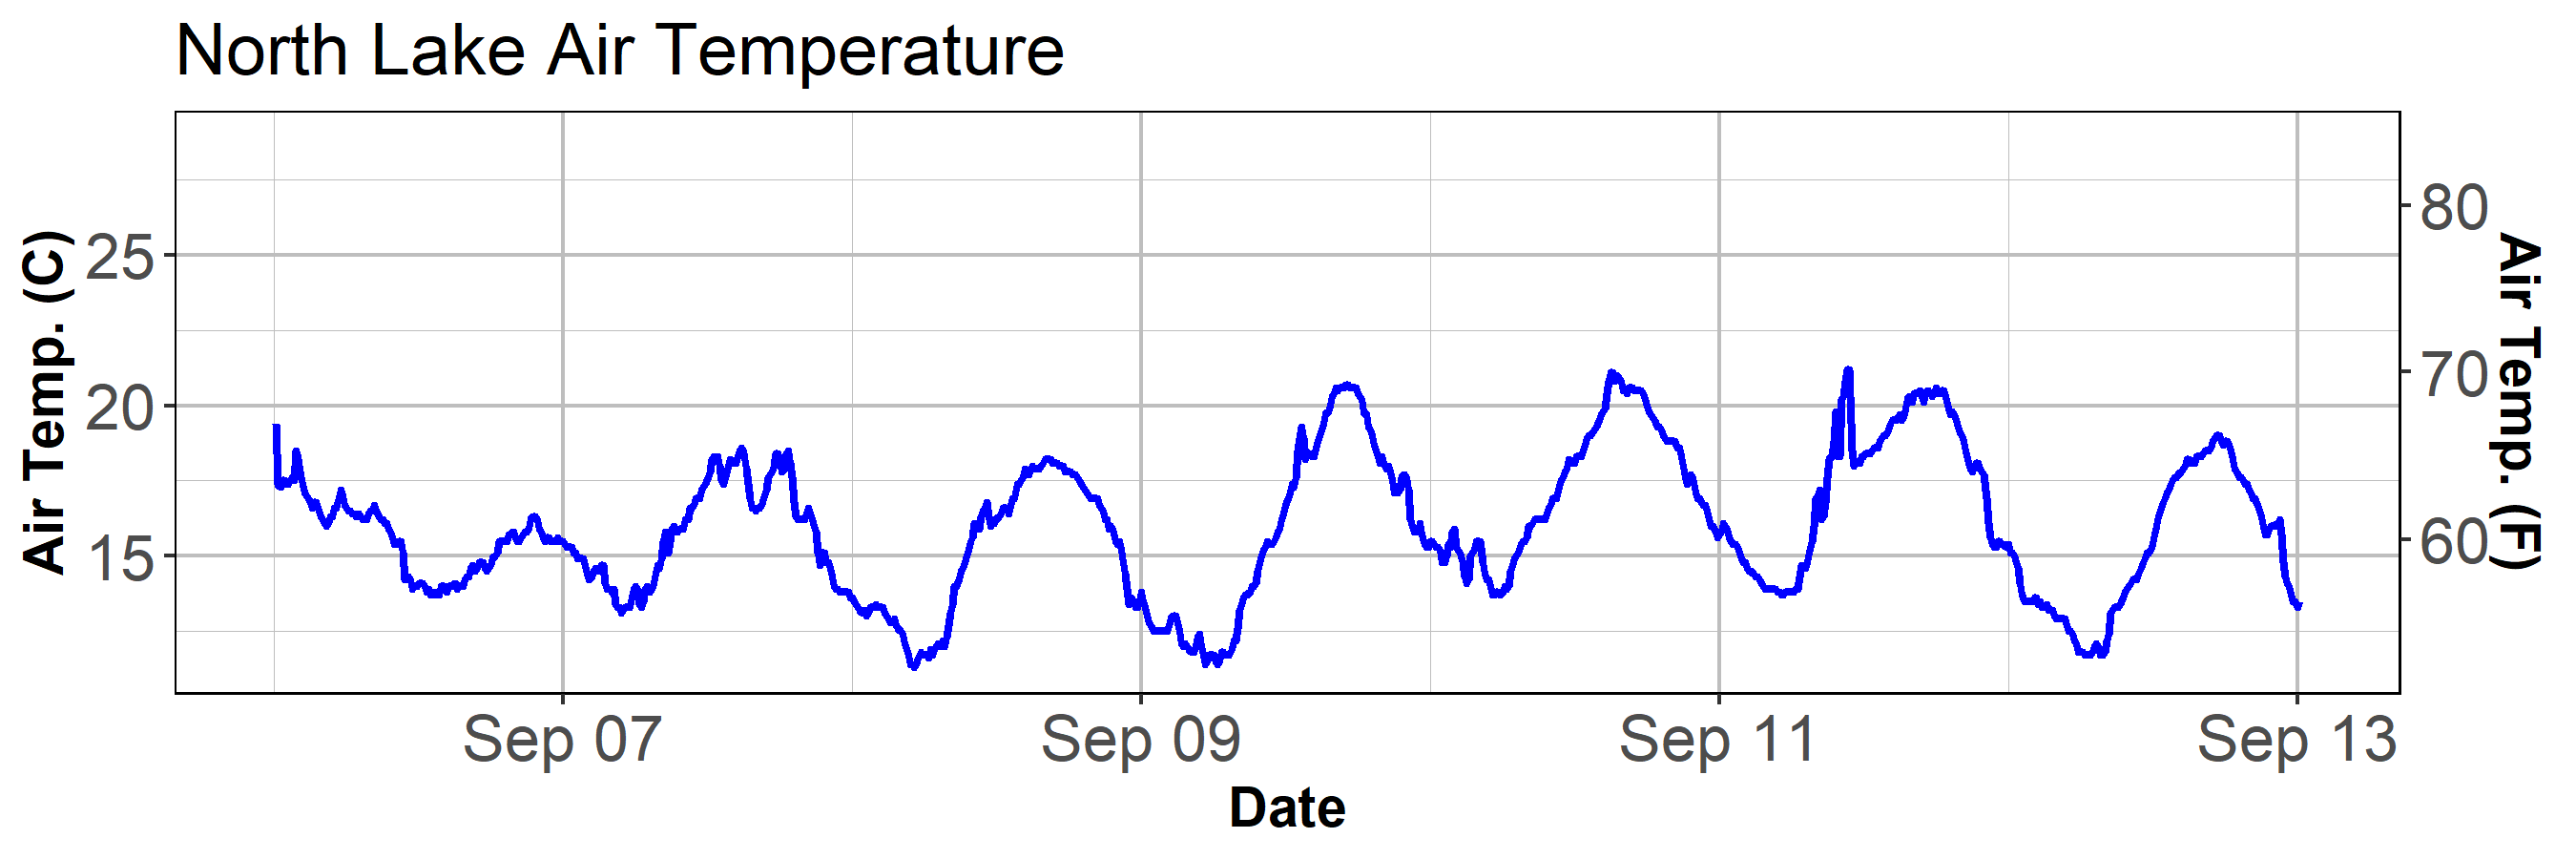 North Lake Air Temperature
Air Temp. (C)
25
20
15
80
70
60
Air Temp. (F)
Sep 07
Sep 09
Sep 11
Sep 13
Date